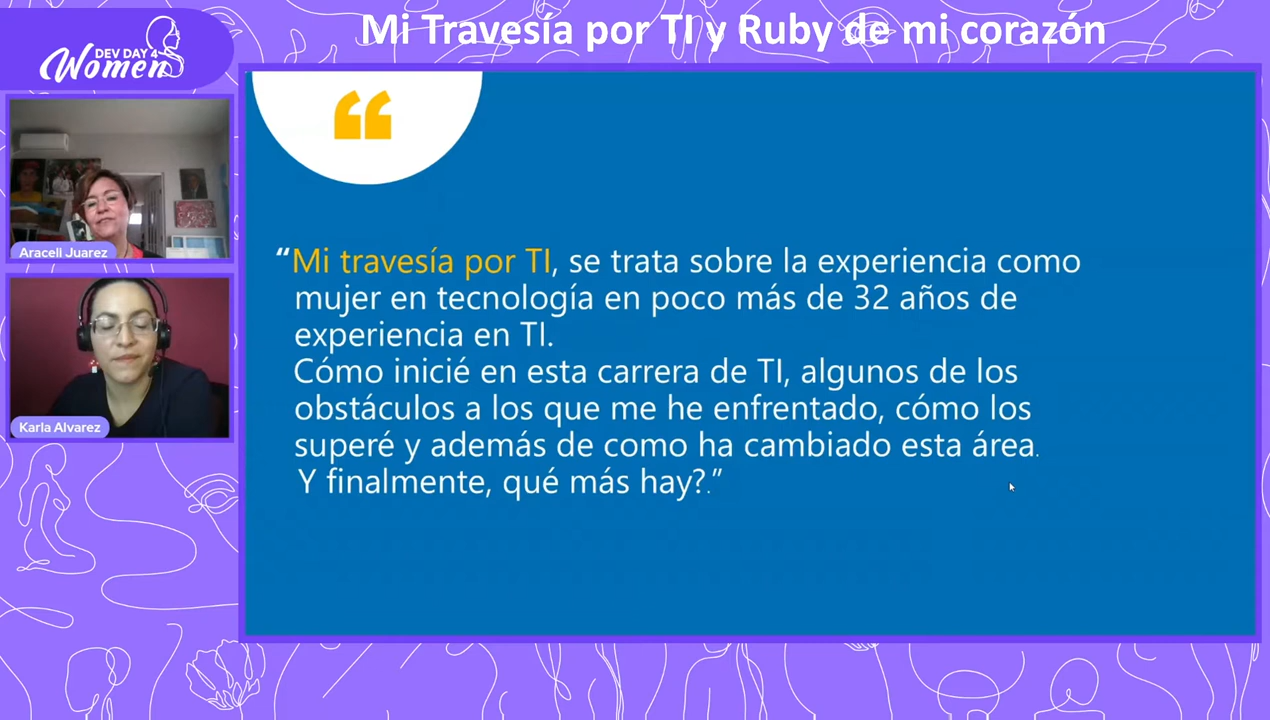 Mi Travesía por TI y Ruby de mi corazón
DEV DAY 4
Women
Araceli Juarez
Karla Alvarez
“Mi travesía por TI, se trata sobre la experiencia como
mujer en tecnología en poco más de 32 años de
experiencia en TI.
Cómo inicié en esta carrera de TI, algunos de los
obstáculos a los que me he enfrentado, cómo los
superé y además de como ha cambiado esta área.
Y finalmente, qué más hay?.”